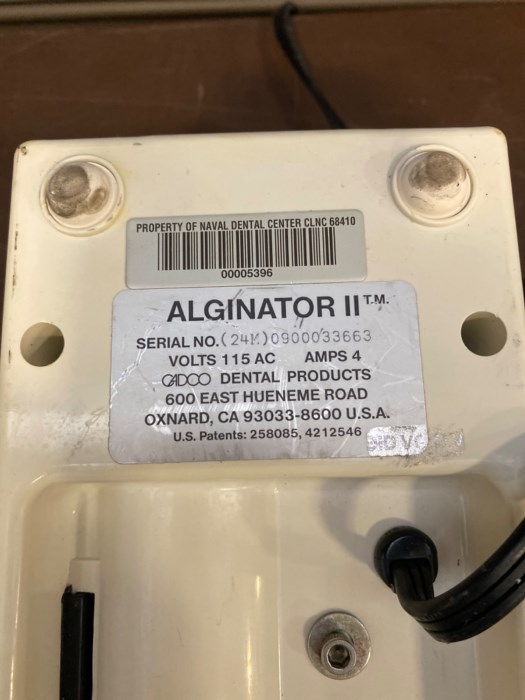 PROPERTY OF NAVAL DENTAL CENTER CLNC 68410
00005396
ALGINATOR II T.M.
SERIAL NO. (24M)0900033663
VOLTS 115 AC AMPS 4
CADCO DENTAL PRODUCTS
600 EAST HUENEME ROAD
OXNARD, CA 93033-8600 U.S.A.
U.S. Patents: 258085, 4212546